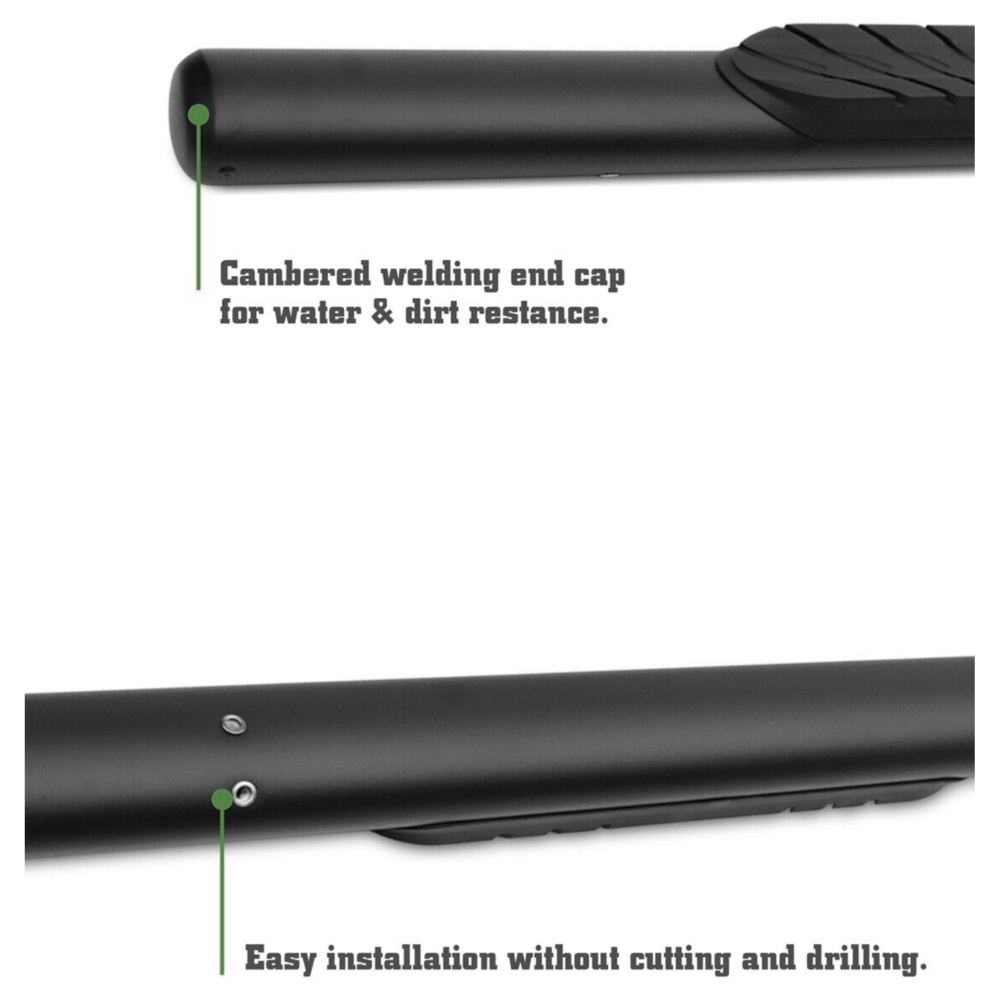 Cambered welding end cap
for water & dirt restance.
Easy installation without cutting and drilling.